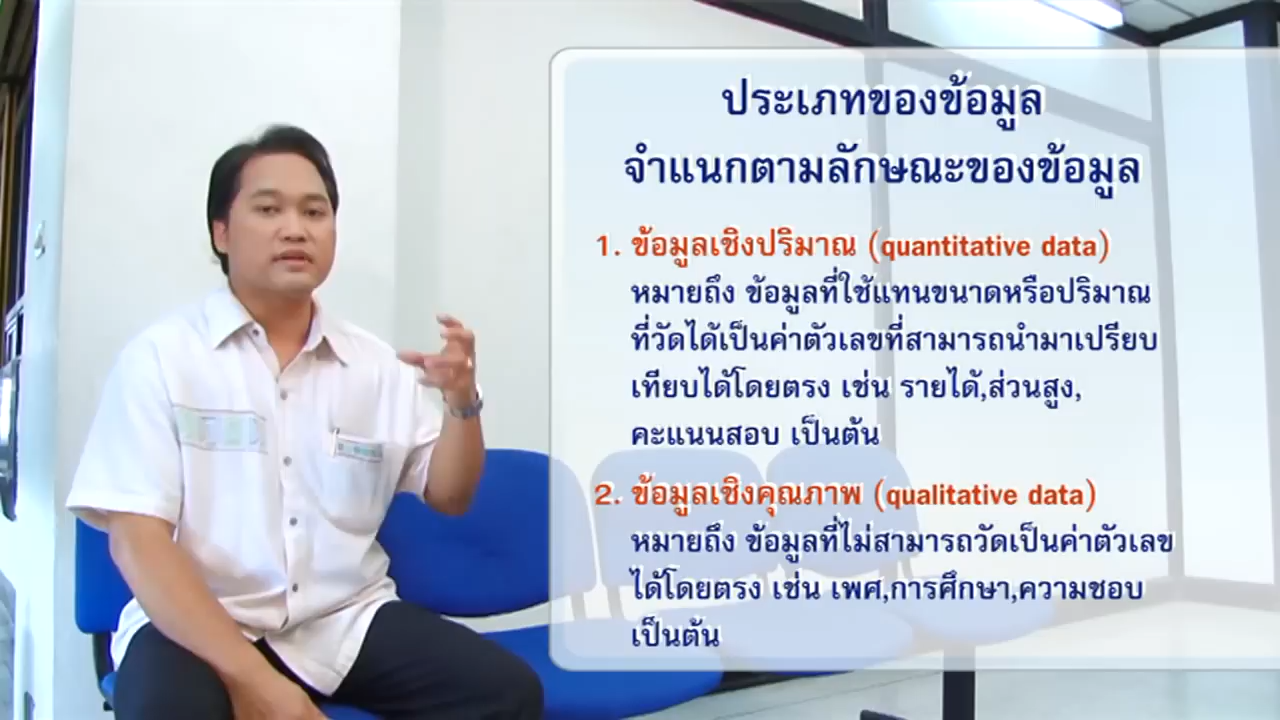 ประเภทของข้อมูล
จำแนกตามลักษณะของข้อมูล
1. ข้อมูลเชิงปริมาณ (quantitative data)
หมายถึง ข้อมูลที่ใช้แทนขนาดหรือปริมาณ
ที่วัดได้เป็นค่าตัวเลขที่สามารถนำมาเปรียบ
เทียบได้โดยตรง เช่น รายได้,ส่วนสูง,
คะแนนสอบ เป็นต้น
2. ข้อมูลเชิงคุณภาพ (qualitative data)
หมายถึง ข้อมูลที่ไม่สามารถวัดเป็นค่าตัวเลข
ได้โดยตรง เช่น เพศ,การศึกษา,ความชอบ
เป็นต้น